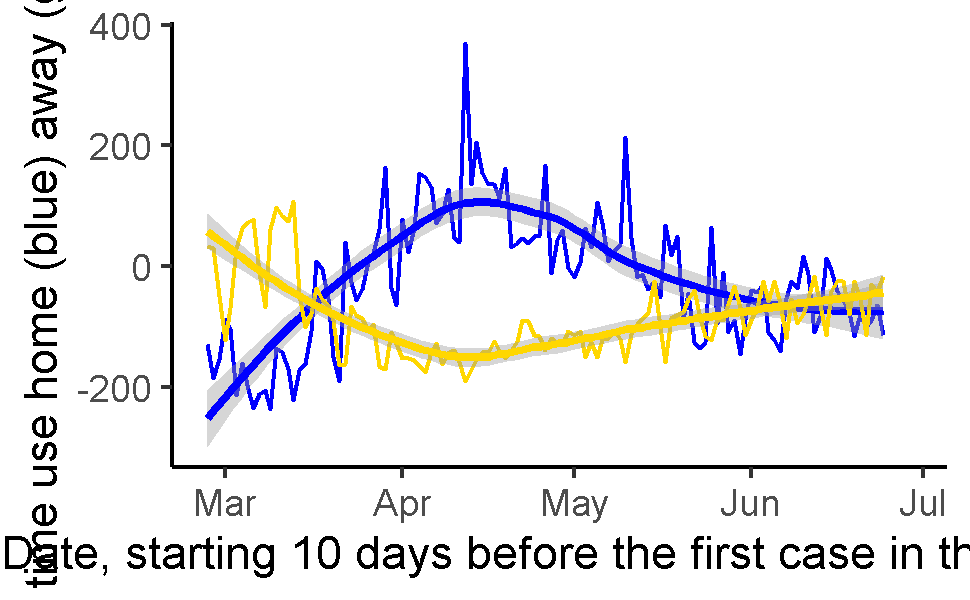 time use home (blue) away (
400
200
0
-200
Mar Apr May Jun Jul
Date, starting 10 days before the first case in th